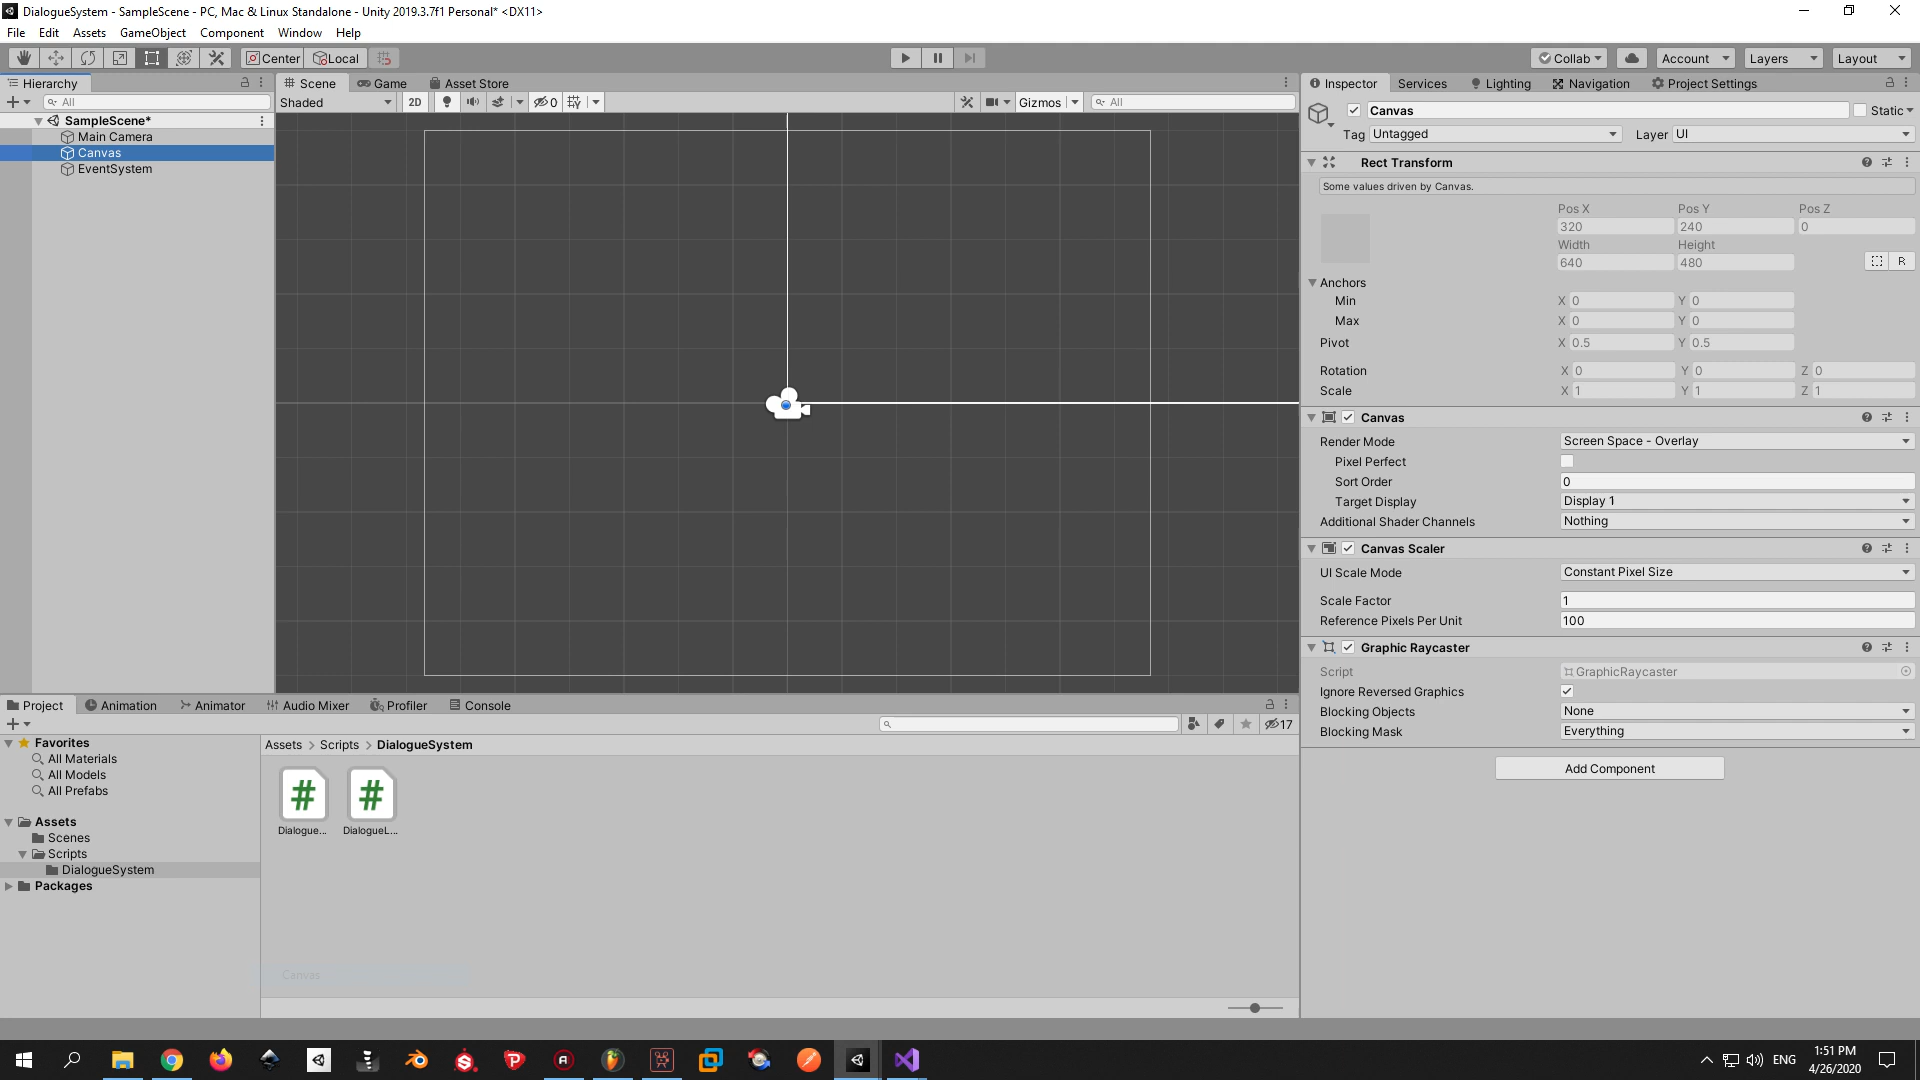 DialogueSystem - SampleScene - PC, Mac & Linux Standalone - Unity 2019.3.7f1 Personal* <DX11>
File Edit Assets GameObject Component Window Help
Center Local
Collab Account Layers Layout
Hierarchy
All
SampleScene*
Main Camera
Canvas
EventSystem
Scene Game Asset Store
Shaded 2D 0 Gizmos All
Inspector Services Lighting Navigation Project Settings
Canvas Static
Tag Untagged Layer UI
Rect Transform
Some values driven by Canvas.
Pos X Pos Y Pos Z
320 240 0
Width Height
640 480
R
Anchors
Min X 0 Y 0
Max X 0 Y 0
Pivot X 0.5 Y 0.5
Rotation X 0 Y 0 Z 0
Scale X 1 Y 1 Z 1
Canvas
Render Mode Screen Space - Overlay
Pixel Perfect
Sort Order 0
Target Display Display 1
Additional Shader Channels Nothing
Canvas Scaler
UI Scale Mode Constant Pixel Size
Scale Factor 1
Reference Pixels Per Unit 100
Graphic Raycaster
Script GraphicRaycaster
Ignore Reversed Graphics
Blocking Objects None
Blocking Mask Everything
Add Component
Project Animation Animator Audio Mixer Profiler Console
17
Favorites
All Materials
All Models
All Prefabs
Assets
Scenes
Scripts
DialogueSystem
Packages
Assets > Scripts > DialogueSystem
# #
Dialogue... DialogueL...
Canvas
ENG
1:51 PM
4/26/2020